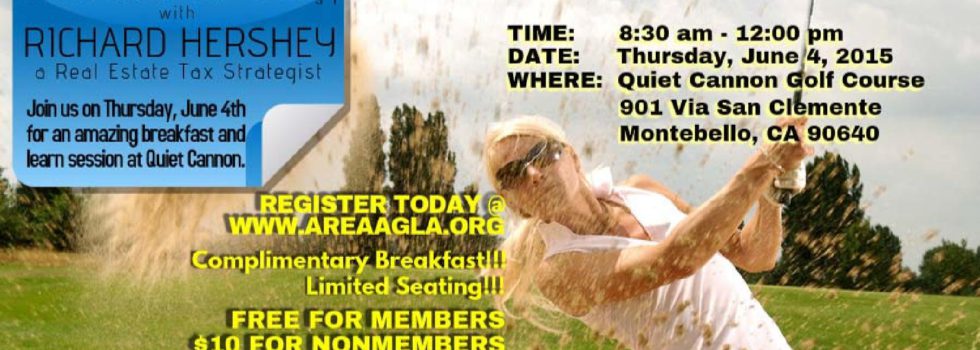 with
RICHARD HERSHEY
a Real Estate Tax Strategist
Join us on Thursday, June 4th
for an amazing breakfast and
learn session at Quiet Cannon.
TIME: 8:30 am - 12:00 pm
DATE: Thursday, June 4, 2015
WHERE: Quiet Cannon Golf Course
901 Via San Clemente
Montebello, CA 90640
REGISTER TODAY @
WWW.AREAAGLA.ORG
Complimentary Breakfast!!!
Limited Seating!!!
FREE FOR MEMBERS
$10 FOR NONMEMBERS